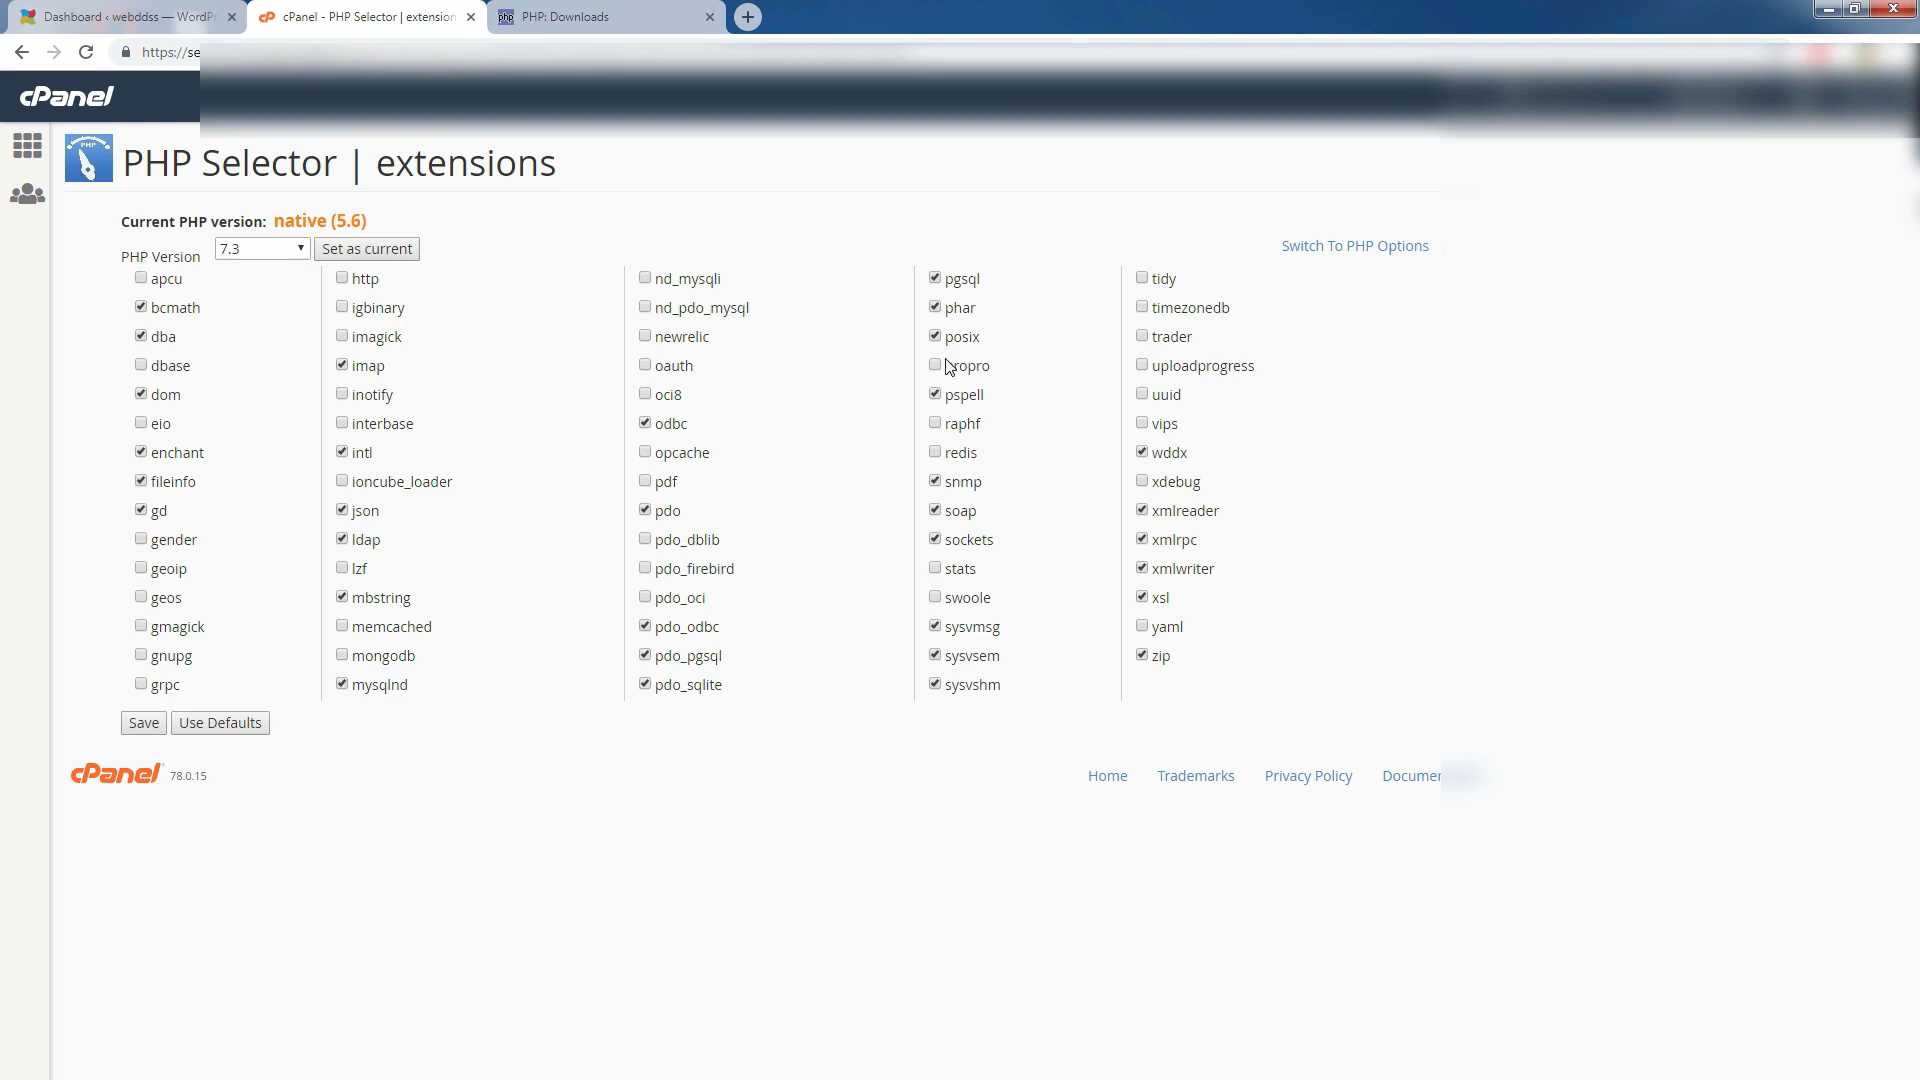 Dashboard ‹ webddss — WordPr
cPanel - PHP Selector | extension
PHP: Downloads
https://se
cPanel
PHP Selector | extensions
Current PHP version: native (5.6)
PHP Version 7.3 Set as current
Switch To PHP Options
apcu
bcmath
dba
dbase
dom
eio
enchant
fileinfo
gd
gender
geoip
geos
gmagick
gnupg
grpc
http
igbinary
imagick
imap
inotify
interbase
intl
ioncube_loader
json
ldap
lzf
mbstring
memcached
mongodb
mysqlnd
nd_mysqli
nd_pdo_mysql
newrelic
oauth
oci8
odbc
opcache
pdf
pdo
pdo_dblib
pdo_firebird
pdo_oci
pdo_odbc
pdo_pgsql
pdo_sqlite
pgsql
phar
posix
propro
pspell
raphf
redis
snmp
soap
sockets
stats
swoole
sysvmsg
sysvsem
sysvshm
tidy
timezonedb
trader
uploadprogress
uuid
vips
wddx
xdebug
xmlreader
xmlrpc
xmlwriter
xsl
yaml
zip
Save Use Defaults
cPanel 78.0.15
Home Trademarks Privacy Policy Documen